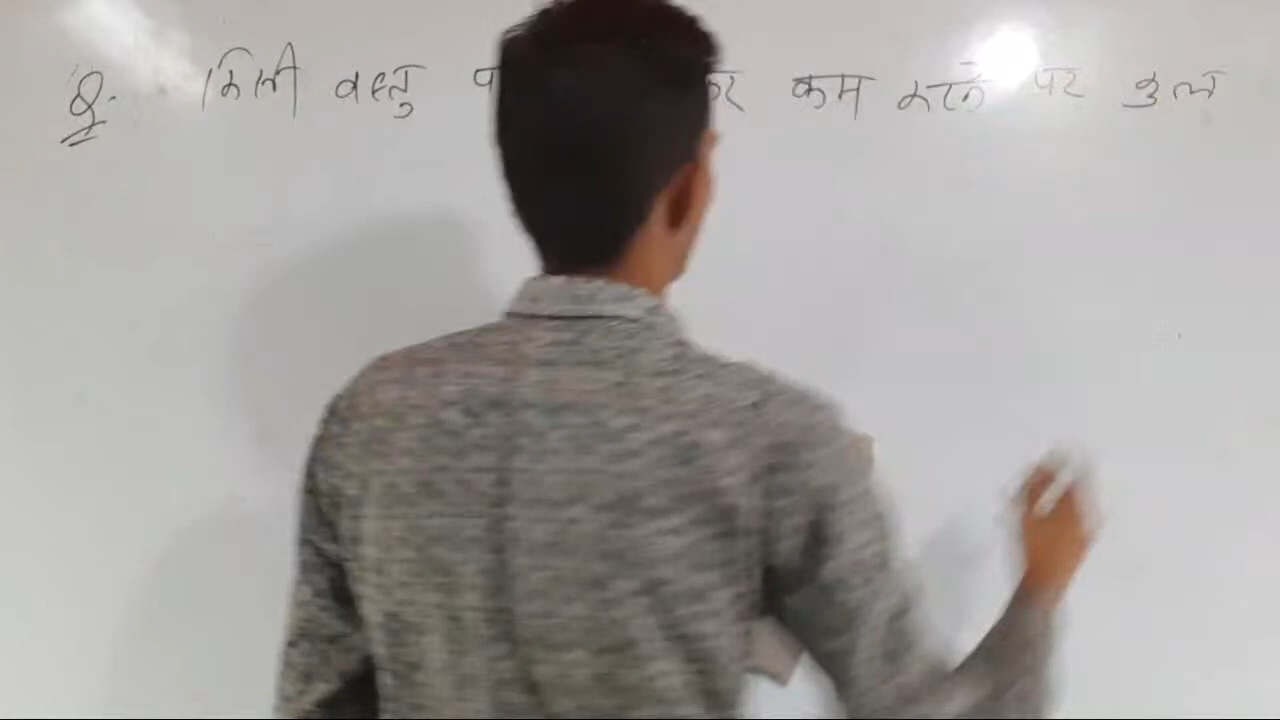 Q. किसी वस्तु कम करने पर कुल